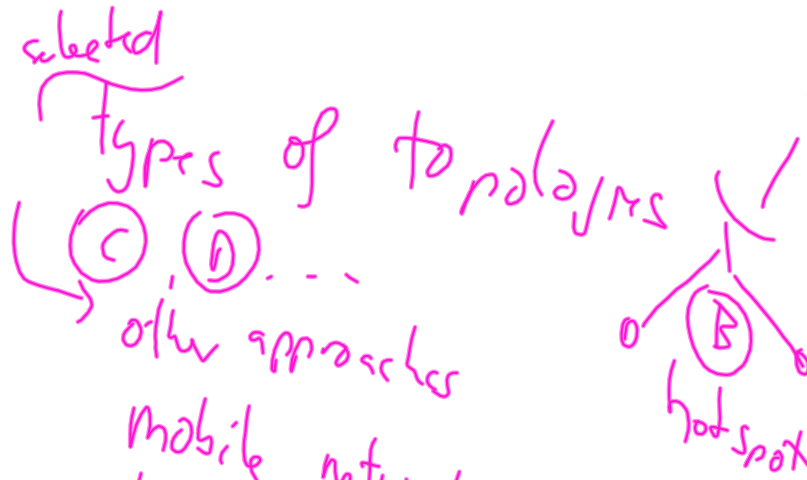 selected
types of topologies
C, D, ...
B
other approaches
hotspot
mobile